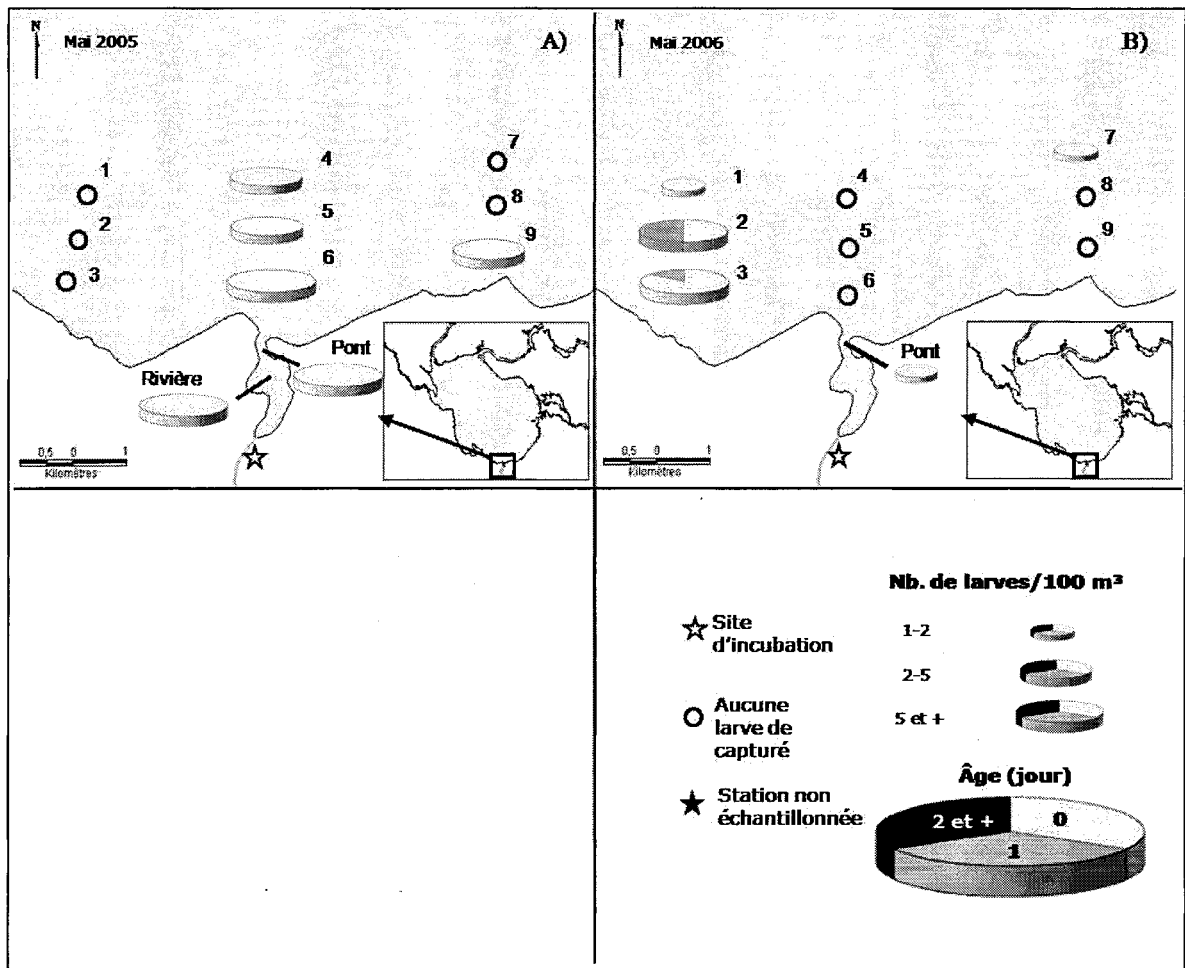 N
Mai 2005
A)
1
2
3
4
5
6
7
8
9
Rivière
Pont
0,5 0 1
Kilomètres
N
Mai 2006
B)
1
2
3
4
5
6
7
8
9
Pont
0,5 0 1
Kilomètres
Nb. de larves/100 m³
Site
d'incubation
1-2
2-5
Aucune
larve de
capturé
5 et +
Station non
échantillonnée
Âge (jour)
2 et +
0
1